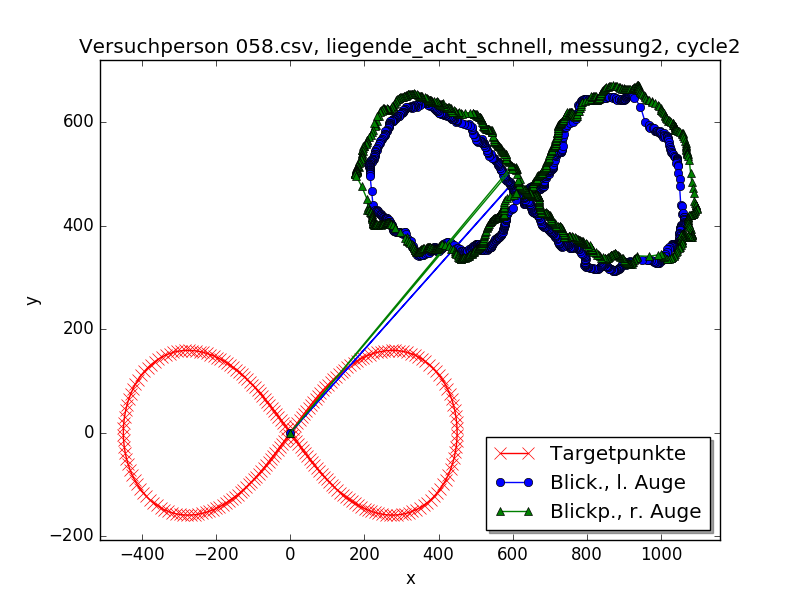 Versuchperson 058.csv, liegende_acht_schnell, messung2, cycle2
600
400
200
0
−200
y
−400 −200 0 200 400 600 800 1000
x
Targetpunkte
Blick., l. Auge
Blickp., r. Auge